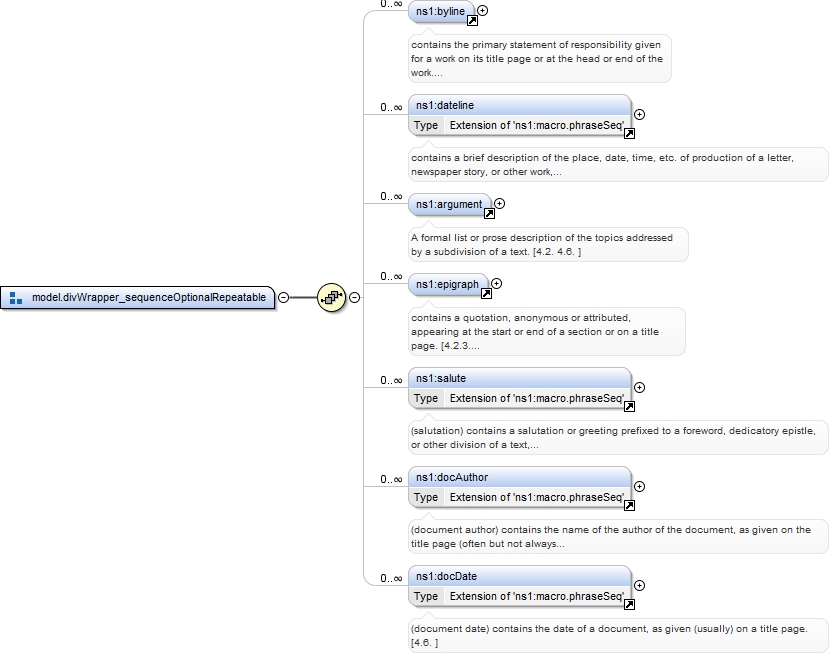 0..∞
ns1:byline
contains the primary statement of responsibility given
for a work on its title page or at the head or end of the
work....
0..∞
ns1:dateline
Type Extension of 'ns1:macro.phraseSeq'
contains a brief description of the place, date, time, etc. of production of a letter,
newspaper story, or other work,...
0..∞
ns1:argument
A formal list or prose description of the topics addressed
by a subdivision of a text. [4.2. 4.6. ]
model.divWrapper_sequenceOptionalRepeatable
0..∞
ns1:epigraph
contains a quotation, anonymous or attributed,
appearing at the start or end of a section or on a title
page. [4.2.3....
0..∞
ns1:salute
Type Extension of 'ns1:macro.phraseSeq'
(salutation) contains a salutation or greeting prefixed to a foreword, dedicatory epistle,
or other division of a text,...
0..∞
ns1:docAuthor
Type Extension of 'ns1:macro.phraseSeq'
(document author) contains the name of the author of the document, as given on the
title page (often but not always...
0..∞
ns1:docDate
Type Extension of 'ns1:macro.phraseSeq'
(document date) contains the date of a document, as given (usually) on a title page.
[4.6. ]